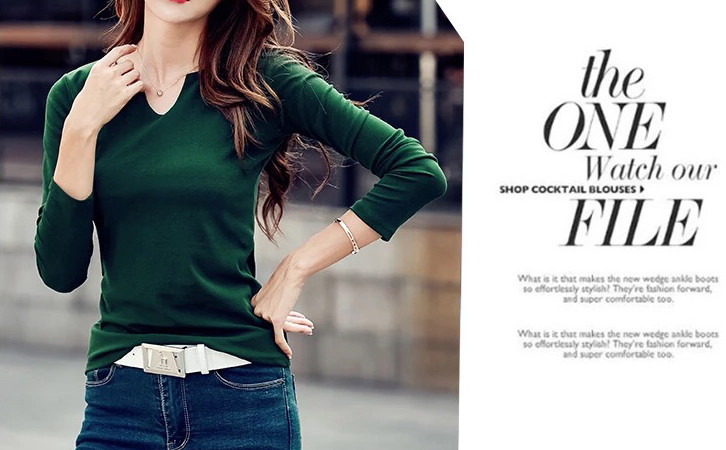 the
ONE
Watch our
SHOP COCKTAIL BLOUSES
FILE
What is it that makes the new wedge ankle boots
so effortlessly stylish? They're fashion forward,
and super comfortable too.
What is it that makes the new wedge ankle boots
so effortlessly stylish? They're fashion forward,
and super comfortable too.